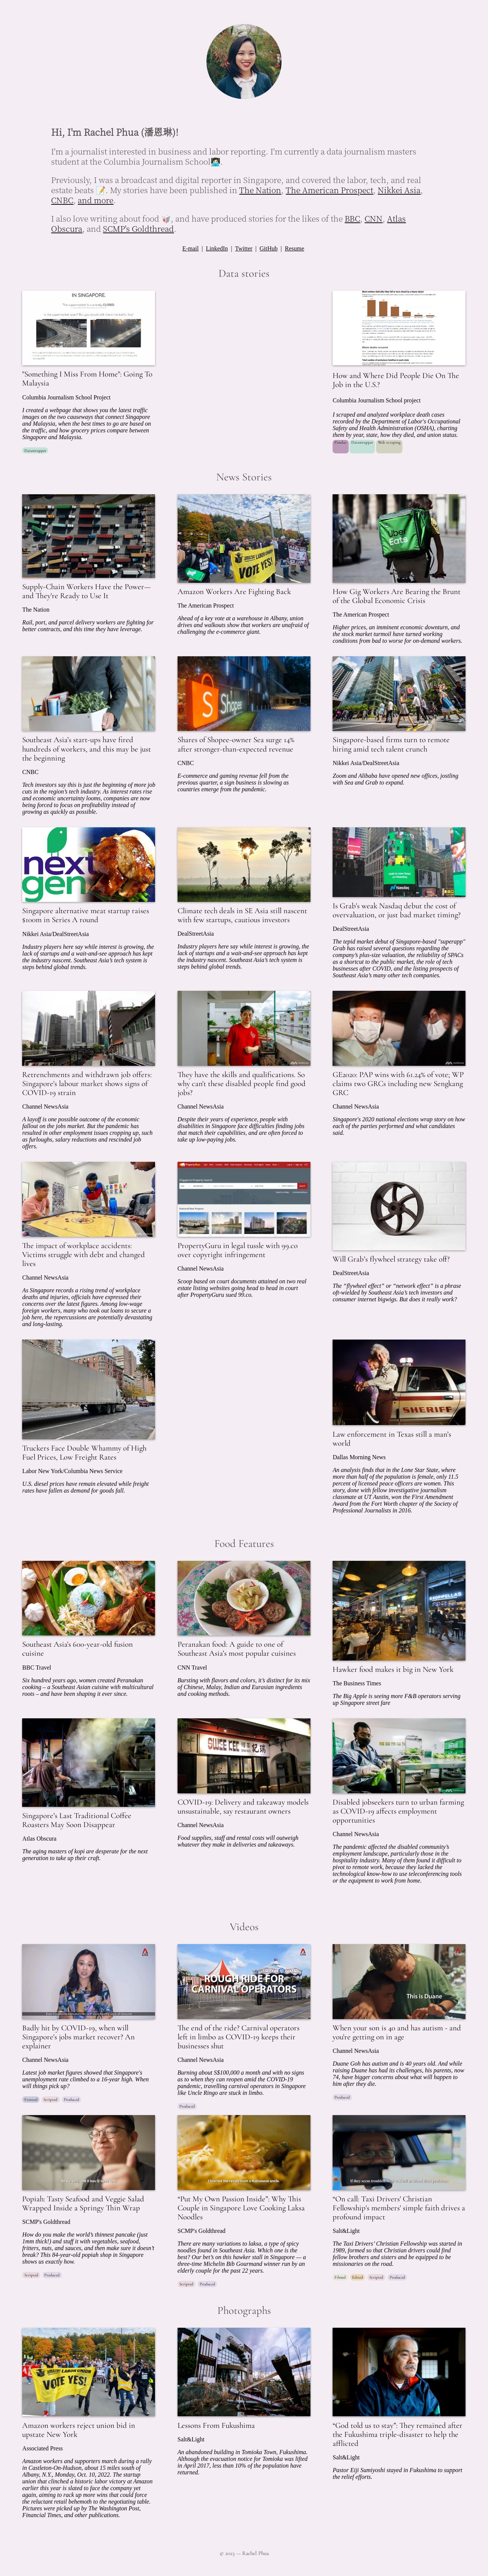 Hi, I'm Rachel Phua (潘恩琳)!
I'm a journalist interested in business and labor reporting. I'm currently a data journalism masters
student at the Columbia Journalism School
Previously, I was a broadcast and digital reporter in Singapore, and covered the labor, tech, and real
estate beats 📝. My stories have been published in The Nation, The American Prospect, Nikkei Asia,
CNBC, and more.
I also love writing about food 🥡, and have produced stories for the likes of the BBC, CNN, Atlas
Obscura, and SCMP's Goldthread.
E-mail | LinkedIn | Twitter | GitHub | Resume
Data stories
IN SINGAPORE.
"Something I Miss From Home": Going To
Malaysia
Columbia Journalism School Project
I created a webpage that shows you the latest traffic
images on the two causeways that connect Singapore
and Malaysia, when the best times to go are based on
the traffic, and how grocery prices compare between
Singapore and Malaysia.
Datawrapper
How and Where Did People Die On The
Job in the U.S.?
Columbia Journalism School project
I scraped and analyzed workplace death cases
recorded by the Department of Labor's Occupational
Safety and Health Administration (OSHA), charting
them by year, state, how they died, and union status.
Pandas Datawrapper Web scraping
News Stories
VOTE YES!
Uber
Eats
Supply-Chain Workers Have the Power—
and They're Ready to Use It
The Nation
Rail, port, and parcel delivery workers are fighting for
better contracts, and this time they have leverage.
Amazon Workers Are Fighting Back
The American Prospect
Ahead of a key vote at a warehouse in Albany, union
drives and walkouts show that workers are unafraid of
challenging the e-commerce giant.
How Gig Workers Are Bearing the Brunt
of the Global Economic Crisis
The American Prospect
Higher prices, an imminent economic downturn, and
the stock market turmoil have turned working
conditions from bad to worse for on-demand workers.
Southeast Asia's start-ups have fired
hundreds of workers, and this may be just
the beginning
CNBC
Tech investors say this is just the beginning of more job
cuts in the region's tech industry. As interest rates rise
and economic uncertainty looms, companies are now
being forced to focus on profitability instead of
growing as quickly as possible.
Shares of Shopee-owner Sea surge 14%
after stronger-than-expected revenue
CNBC
E-commerce and gaming revenue fell from the
previous quarter, a sign business is slowing as
countries emerge from the pandemic.
Singapore-based firms turn to remote
hiring amid tech talent crunch
Nikkei Asia/DealStreetAsia
Zoom and Alibaba have opened new offices, jostling
with Sea and Grab to expand.
next
gen
Singapore alternative meat startup raises
$100m in Series A round
Nikkei Asia/DealStreetAsia
Industry players say while interest is growing, the
lack of startups and a wait-and-see approach has kept
the industry nascent. Southeast Asia's tech system is
steps behind global trends.
Climate tech deals in SE Asia still nascent
with few startups, cautious investors
DealStreetAsia
Industry players say while interest is growing, the
lack of startups and a wait-and-see approach has kept
the industry nascent. Southeast Asia's tech system is
steps behind global trends.
Is Grab's weak Nasdaq debut the cost of
overvaluation, or just bad market timing?
DealStreetAsia
The tepid market debut of Singapore-based "superapp"
Grab has raised several questions regarding the
company's plus-size valuation, the reliability of SPACs
as a shortcut to the public market, the role of tech
businesses after COVID, and the listing prospects of
Southeast Asia's many other tech companies.
Retrenchments and withdrawn job offers:
Singapore's labour market shows signs of
COVID-19 strain
Channel NewsAsia
A layoff is one possible outcome of the economic
fallout on the jobs market. But the pandemic has
resulted in other employment issues cropping up, such
as furloughs, salary reductions and rescinded job
offers.
They have the skills and qualifications. So
why can't these disabled people find good
jobs?
Channel NewsAsia
Despite their years of experience, people with
disabilities in Singapore face difficulties finding jobs
that match their capabilities, and are often forced to
take up low-paying jobs.
GE2020: PAP wins with 61.24% of vote; WP
claims two GRCs including new Sengkang
GRC
Channel NewsAsia
Singapore's 2020 national elections wrap story on how
each of the parties performed and what candidates
said.
The impact of workplace accidents:
Victims struggle with debt and changed
lives
Channel NewsAsia
As Singapore records a rising trend of workplace
deaths and injuries, officials have expressed their
concerns over the latest figures. Among low-wage
foreign workers, many who took out loans to secure a
job here, the repercussions are potentially devastating
and long-lasting.
PropertyGuru in legal tussle with 99.co
over copyright infringement
Channel NewsAsia
Scoop based on court documents attained on two real
estate listing websites going head to head in court
after PropertyGuru sued 99.co.
Will Grab's flywheel strategy take off?
DealStreetAsia
The "flywheel effect" or "network effect" is a phrase
oft-wielded by Southeast Asia's tech investors and
consumer internet bigwigs. But does it really work?
SHERIFF
Truckers Face Double Whammy of High
Fuel Prices, Low Freight Rates
Labor New York/Columbia News Service
U.S. diesel prices have remain elevated while freight
rates have fallen as demand for goods fall.
Law enforcement in Texas still a man's
world
Dallas Morning News
An analysis finds that in the Lone Star State, where
more than half of the population is female, only 11.5
percent of licensed peace officers are women. This
story, done with fellow investigative journalism
classmate at UT Austin, won the First Amendment
Award from the Fort Worth chapter of the Society of
Professional Journalists in 2016.
Food Features
Southeast Asia's 600-year-old fusion
cuisine
BBC Travel
Six hundred years ago, women created Peranakan
cooking – a Southeast Asian cuisine with multicultural
roots – and have been shaping it ever since.
Peranakan food: A guide to one of
Southeast Asia's most popular cuisines
CNN Travel
Bursting with flavors and colors, it's distinct for its mix
of Chinese, Malay, Indian and Eurasian ingredients
and cooking methods.
Hawker food makes it big in New York
The Business Times
The Big Apple is seeing more F&B operators serving
up Singapore street fare
GUAN KEE
Singapore's Last Traditional Coffee
Roasters May Soon Disappear
Atlas Obscura
The aging masters of kopi are desperate for the next
generation to take up their craft.
COVID-19: Delivery and takeaway models
unsustainable, say restaurant owners
Channel NewsAsia
Food supplies, staff and rental costs will outweigh
whatever they make in deliveries and takeaways.
Disabled jobseekers turn to urban farming
as COVID-19 affects employment
opportunities
Channel NewsAsia
The pandemic affected the disabled community's
employment landscape, particularly those in the
hospitality industry. Many of them found it difficult to
pivot to remote work, because they lacked the
technological know-how to use teleconferencing tools
or the equipment to work from home.
Videos
ROUGH RIDE FOR
CARNIVAL OPERATORS
This is Duane
Badly hit by COVID-19, when will
Singapore's jobs market recover? An
explainer
Channel NewsAsia
Latest job market figures showed that Singapore's
unemployment rate climbed to a 16-year high. When
will things pick up?
Hosted Scripted Produced
The end of the ride? Carnival operators
left in limbo as COVID-19 keeps their
businesses shut
Channel NewsAsia
Burning about S$100,000 a month and with no signs
as to when they can reopen amid the COVID-19
pandemic, travelling carnival operators in Singapore
like Uncle Ringo are stuck in limbo.
Produced
When your son is 40 and has autism - and
you're getting on in age
Channel NewsAsia
Duane Goh has autism and is 40 years old. And while
raising Duane has had its challenges, his parents, now
74, have bigger concerns about what will happen to
him after they die.
Produced
Popiah: Tasty Seafood and Veggie Salad
Wrapped Inside a Springy Thin Wrap
SCMP's Goldthread
How do you make the world's thinnest pancake (just
1mm thick!) and stuff it with vegetables, seafood,
fritters, nuts, and sauces, and then make sure it doesn't
break? This 84-year-old popiah shop in Singapore
shows us exactly how.
Scripted Produced
"Put My Own Passion Inside": Why This
Couple in Singapore Love Cooking Laksa
Noodles
SCMP's Goldthread
There are many variations to laksa, a type of spicy
noodles found in Southeast Asia. Which one is the
best? Our bet's on this hawker stall in Singapore — a
three-time Michelin Bib Gourmand winner run by an
elderly couple for the past 22 years.
Scripted Produced
"On call: Taxi Drivers' Christian
Fellowship's members' simple faith drives a
profound impact
Salt&Light
The Taxi Drivers' Christian Fellowship was started in
1989, formed so that Christian drivers could find
fellow brothers and sisters and be equipped to be
missionaries on the road.
Filmed Edited Scripted Produced
Photographs
VOTE YES!
Amazon workers reject union bid in
upstate New York
Associated Press
Amazon workers and supporters march during a rally
in Castleton-On-Hudson, about 15 miles south of
Albany, N.Y., Monday, Oct. 10, 2022. The startup
union that clinched a historic labor victory at Amazon
earlier this year is slated to face the company yet
again, aiming to rack up more wins that could force
the reluctant retail behemoth to the negotiating table.
Pictures were picked up by The Washington Post,
Financial Times, and other publications.
Lessons From Fukushima
Salt&Light
An abandoned building in Tomioka Town, Fukushima.
Although the evacuation notice for Tomioka was lifted
in April 2017, less than 10% of the population have
returned.
"God told us to stay": They remained after
the Fukushima triple-disaster to help the
afflicted
Salt&Light
Pastor Eiji Sumiyoshi stayed in Fukushima to support
the relief efforts.
© 2023 — Rachel Phua